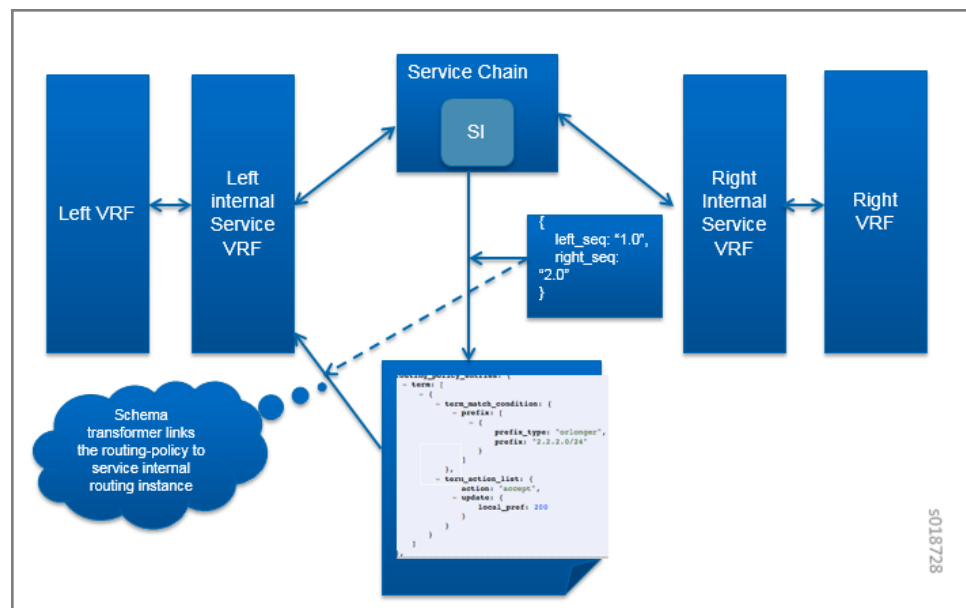 Service Chain
SI
Left VRF
Left
internal
Service
VRF
Right
Internal
Service
VRF
Right
VRF
{
left_seq: “1.0”,
right_seq:
“2.0”
}
Schema
transformer links
the routing-policy to
service internal
routing instance
routing_policy_entries: {
- term: [
- {
- term_match_condition: {
- prefix: [
- {
prefix_type: "orlonger",
prefix: "2.2.2.0/24"
}
]
},
- term_action_list: {
action: "accept",
- update: {
local_pref: 200
}
}
}
]
},
s018728